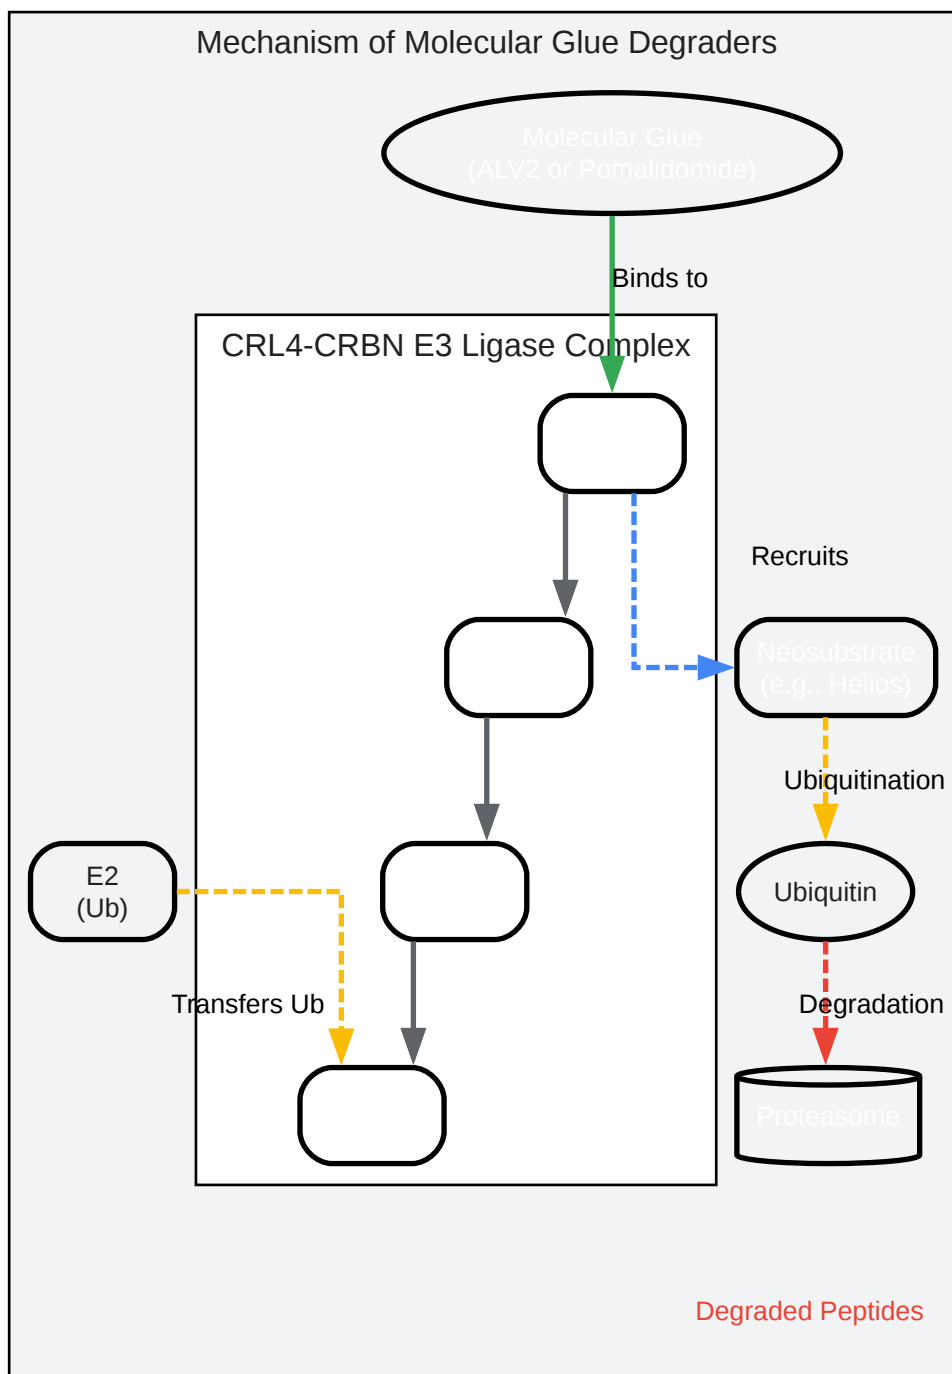 Mechanism of Molecular Glue Degraders
Molecular Glue
(ALV2 or Pomalidomide)
Binds to
CRL4-CRBN E3 Ligase Complex
Recruits
Neosubstrate
(e.g., Helios)
Ubiquitination
E2
(Ub)
Ubiquitin
Transfers Ub
Degradation
Proteasome
Degraded Peptides